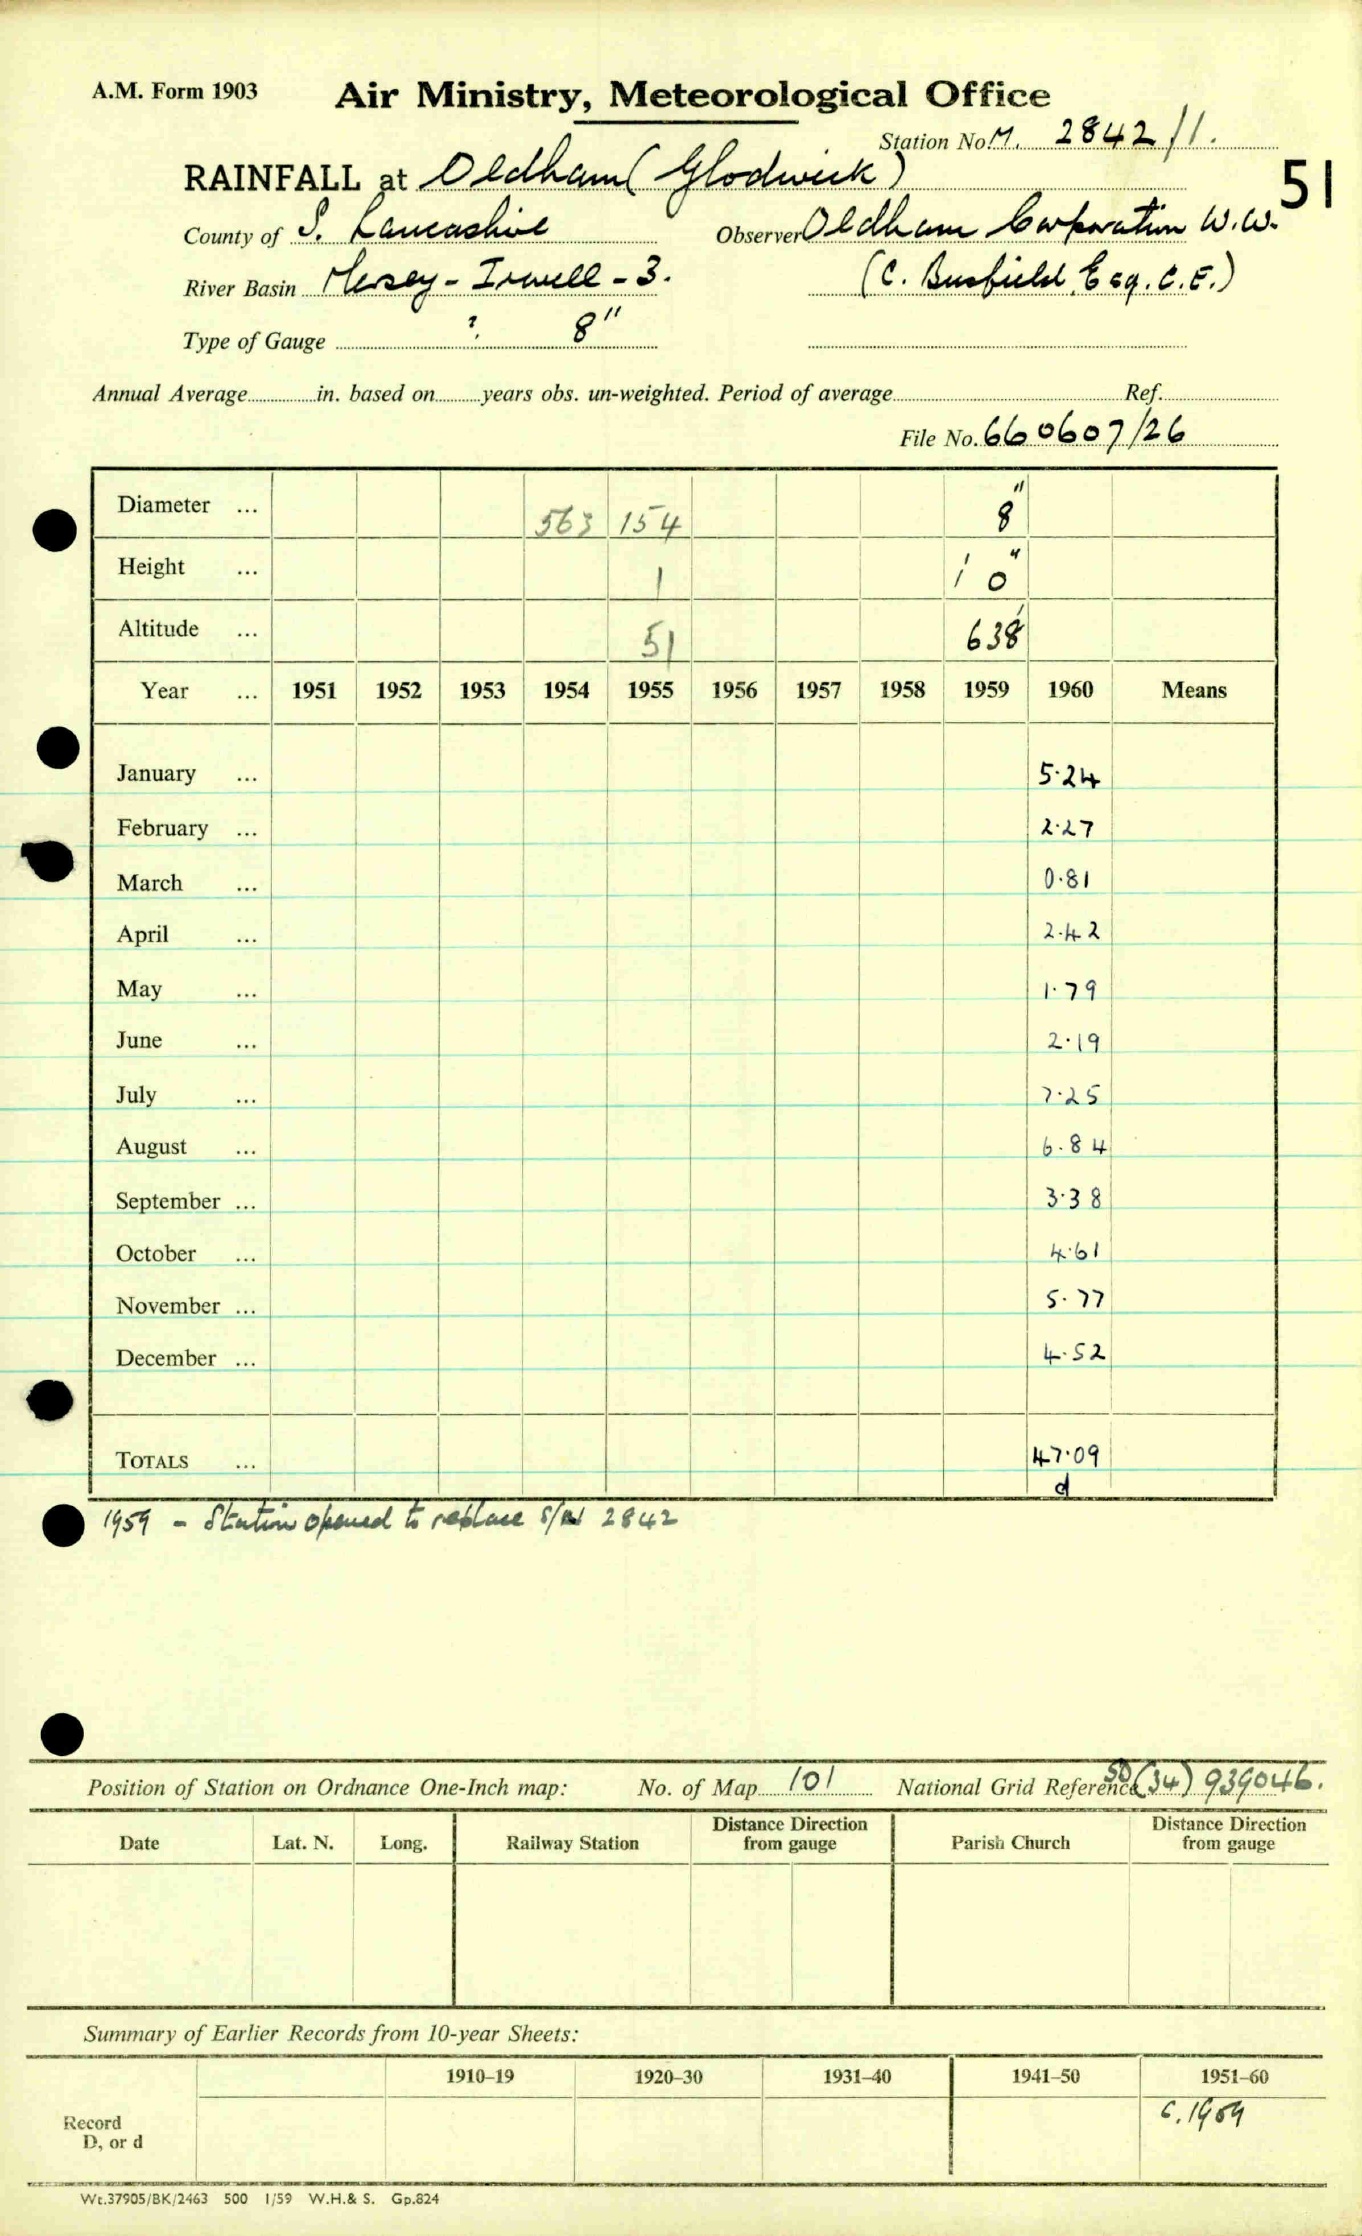 A.M. Form 1903 Air Ministry, Meteorological Office
Station No. M. 2842/1.
RAINFALL at Oldham (Glodwick)
51
County of S. Lancashire Observer Oldham Corporation W.W.
River Basin Mersey - Irwell - 3. (C. Busfield, Esq. C.E.)
Type of Gauge ? 8"
Annual Average in. based on years obs. un-weighted. Period of average Ref.
File No. 660607/26
Diameter ... 563 154 8"
Height ... 1 1' 0"
Altitude ... 51 638'
Year ... 1951 1952 1953 1954 1955 1956 1957 1958 1959 1960 Means
January ... 5.24
February ... 2.27
March ... 0.81
April ... 2.42
May ... 1.79
June ... 2.19
July ... 7.25
August ... 6.84
September ... 3.38
October ... 4.61
November ... 5.77
December ... 4.52
TOTALS ... 47.09
d
1959 - Station opened to replace 2842
Position of Station on Ordnance One-Inch map: No. of Map 101 National Grid Reference 50 (34) 939046.
Date Lat. N. Long. Railway Station Distance Direction from gauge Parish Church Distance Direction from gauge
Summary of Earlier Records from 10-year Sheets:
1910–19 1920–30 1931–40 1941–50 1951–60
Record
D, or d
c. 1959
Wt.37905/BK/2463 500 1/59 W.H.& S. Gp.824